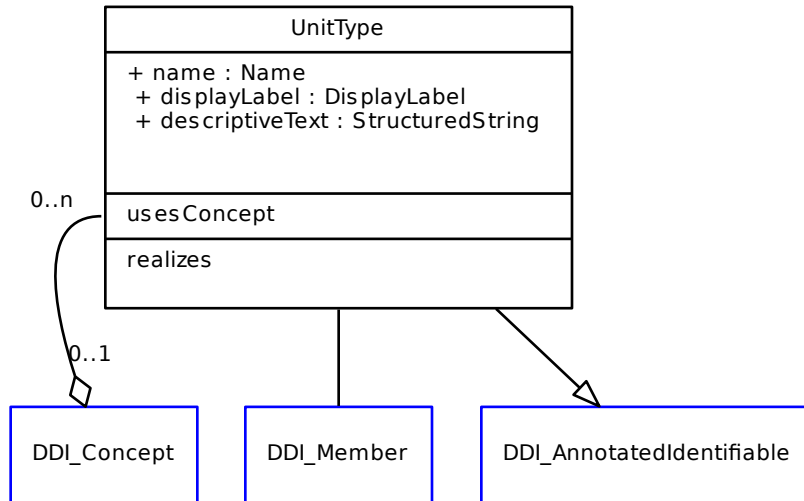 UnitType
+ name : Name
+ displayLabel : DisplayLabel
+ descriptiveText : StructuredString
0..n
usesConcept
realizes
0..1
DDI_Concept
DDI_Member
DDI_AnnotatedIdentifiable